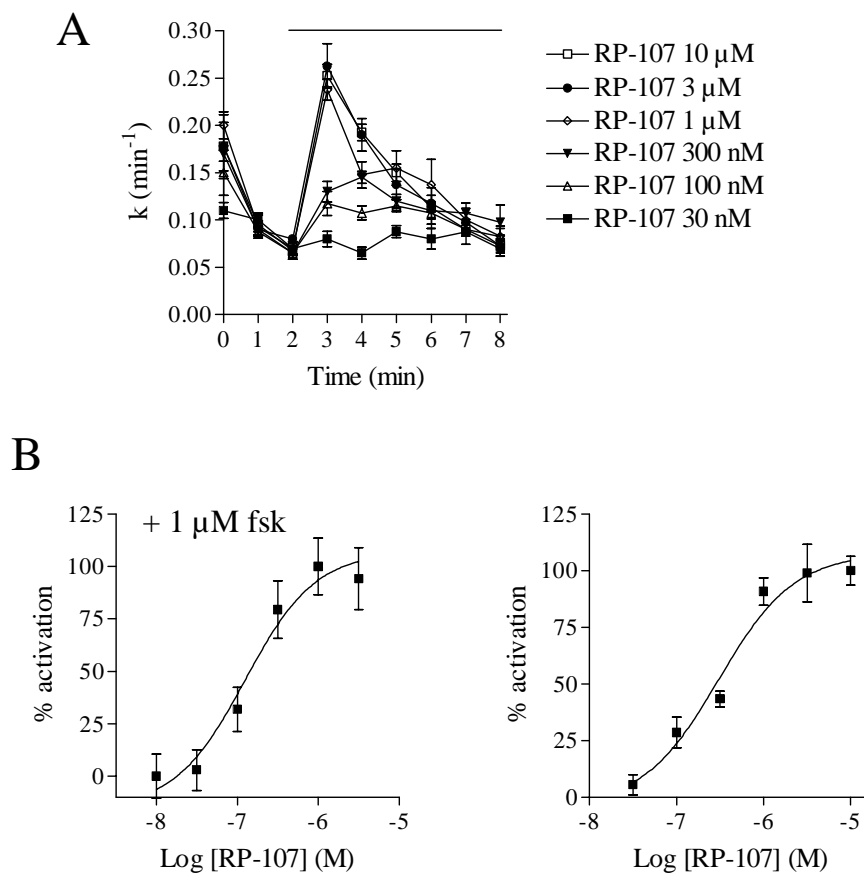 A
k (min⁻¹)
0.30
0.25
0.20
0.15
0.10
0.05
0.00
0 1 2 3 4 5 6 7 8
Time (min)
RP-107 10 µM
RP-107 3 µM
RP-107 1 µM
RP-107 300 nM
RP-107 100 nM
RP-107 30 nM
B
+ 1 µM fsk
% activation
125
100
75
50
25
0
-8 -7 -6 -5
Log [RP-107] (M)
% activation
125
100
75
50
25
0
-8 -7 -6 -5
Log [RP-107] (M)